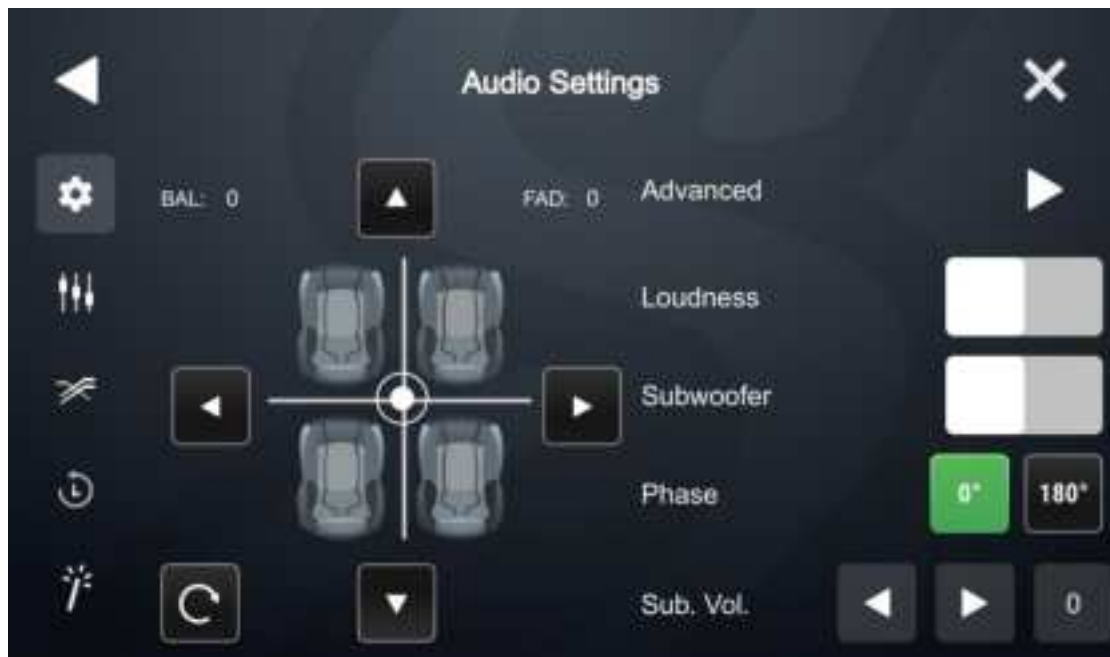 Audio Settings
BAL: 0
FAD: 0
Advanced
Loudness
Subwoofer
Phase
0°
180°
Sub. Vol.
0